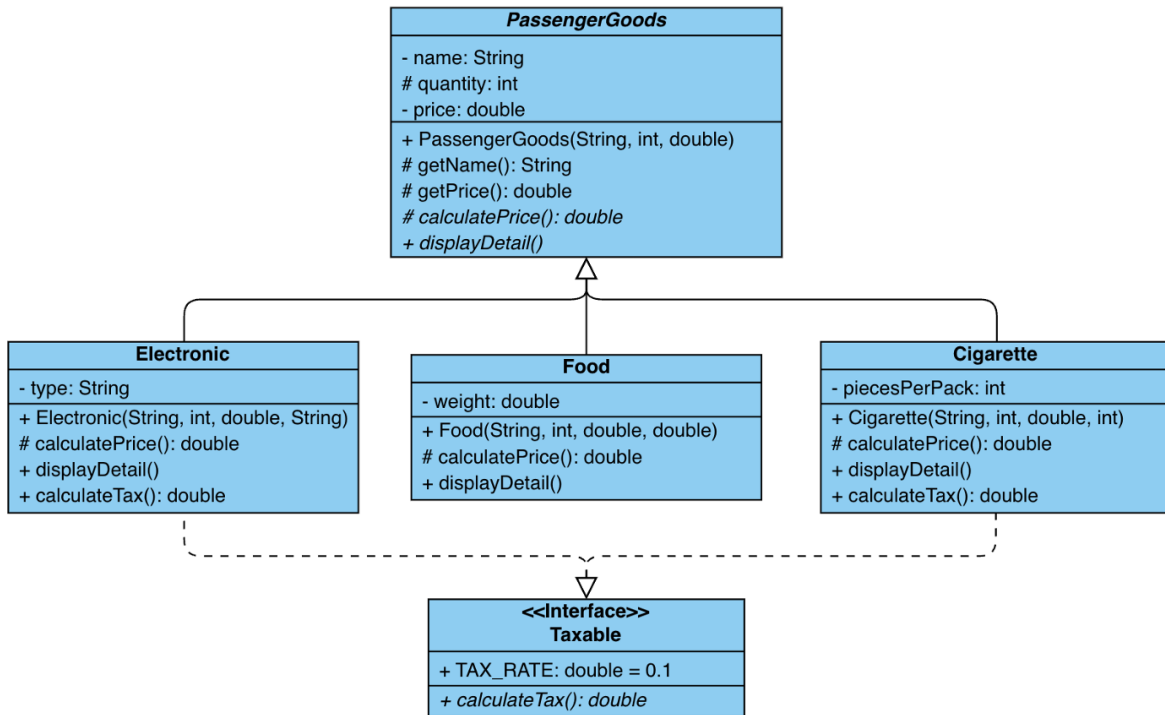 PassengerGoods
- name: String
# quantity: int
- price: double
+ PassengerGoods(String, int, double)
# getName(): String
# getPrice(): double
# calculatePrice(): double
+ displayDetail()
Electronic
- type: String
+ Electronic(String, int, double, String)
# calculatePrice(): double
+ displayDetail()
+ calculateTax(): double
Food
- weight: double
+ Food(String, int, double, double)
# calculatePrice(): double
+ displayDetail()
Cigarette
- piecesPerPack: int
+ Cigarette(String, int, double, int)
# calculatePrice(): double
+ displayDetail()
+ calculateTax(): double
<<Interface>>
Taxable
+ TAX_RATE: double = 0.1
+ calculateTax(): double